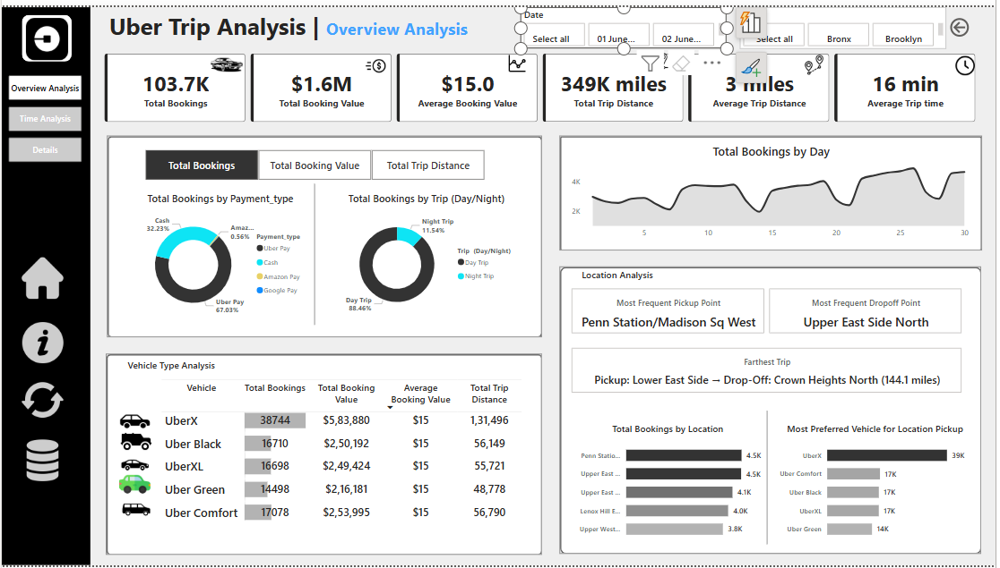 Uber Trip Analysis | Overview Analysis
Date
Select all
01 June...
02 June...
Select all
Bronx
Brooklyn
103.7K
Total Bookings
$1.6M
Total Booking Value
$15.0
Average Booking Value
349K miles
Total Trip Distance
3 miles
Average Trip Distance
16 min
Average Trip time
Overview Analysis
Time Analysis
Details
Total Bookings
Total Booking Value
Total Trip Distance
Total Bookings by Payment_type
Cash
32.23%
Amaz...
0.56%
Uber Pay
67.03%
Payment_type
Uber Pay
Cash
Amazon Pay
Google Pay
Total Bookings by Trip (Day/Night)
Night Trip
11.54%
Day Trip
88.46%
Trip (Day/Night)
Day Trip
Night Trip
Total Bookings by Day
4K
2K
5 10 15 20 25 30
Vehicle Type Analysis
Vehicle Total Bookings Total Booking Value Average Booking Value Total Trip Distance
UberX 38744 $5,83,880 $15 1,31,496
Uber Black 16710 $2,50,192 $15 56,149
UberXL 16698 $2,49,424 $15 55,721
Uber Green 14498 $2,16,181 $15 48,778
Uber Comfort 17078 $2,53,995 $15 56,790
Location Analysis
Most Frequent Pickup Point
Penn Station/Madison Sq West
Most Frequent Dropoff Point
Upper East Side North
Farthest Trip
Pickup: Lower East Side → Drop-Off: Crown Heights North (144.1 miles)
Total Bookings by Location
Penn Statio... 4.5K
Upper East ... 4.5K
Upper East ... 4.1K
Lenox Hill E... 4.0K
Upper West... 3.8K
Most Preferred Vehicle for Location Pickup
UberX 39K
Uber Comfort 17K
Uber Black 17K
UberXL 17K
Uber Green 14K